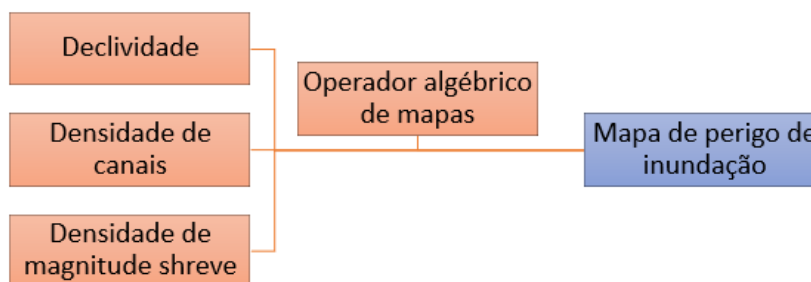 Declividade
Densidade de
canais
Densidade de
magnitude shreve
Operador algébrico
de mapas
Mapa de perigo de
inundação